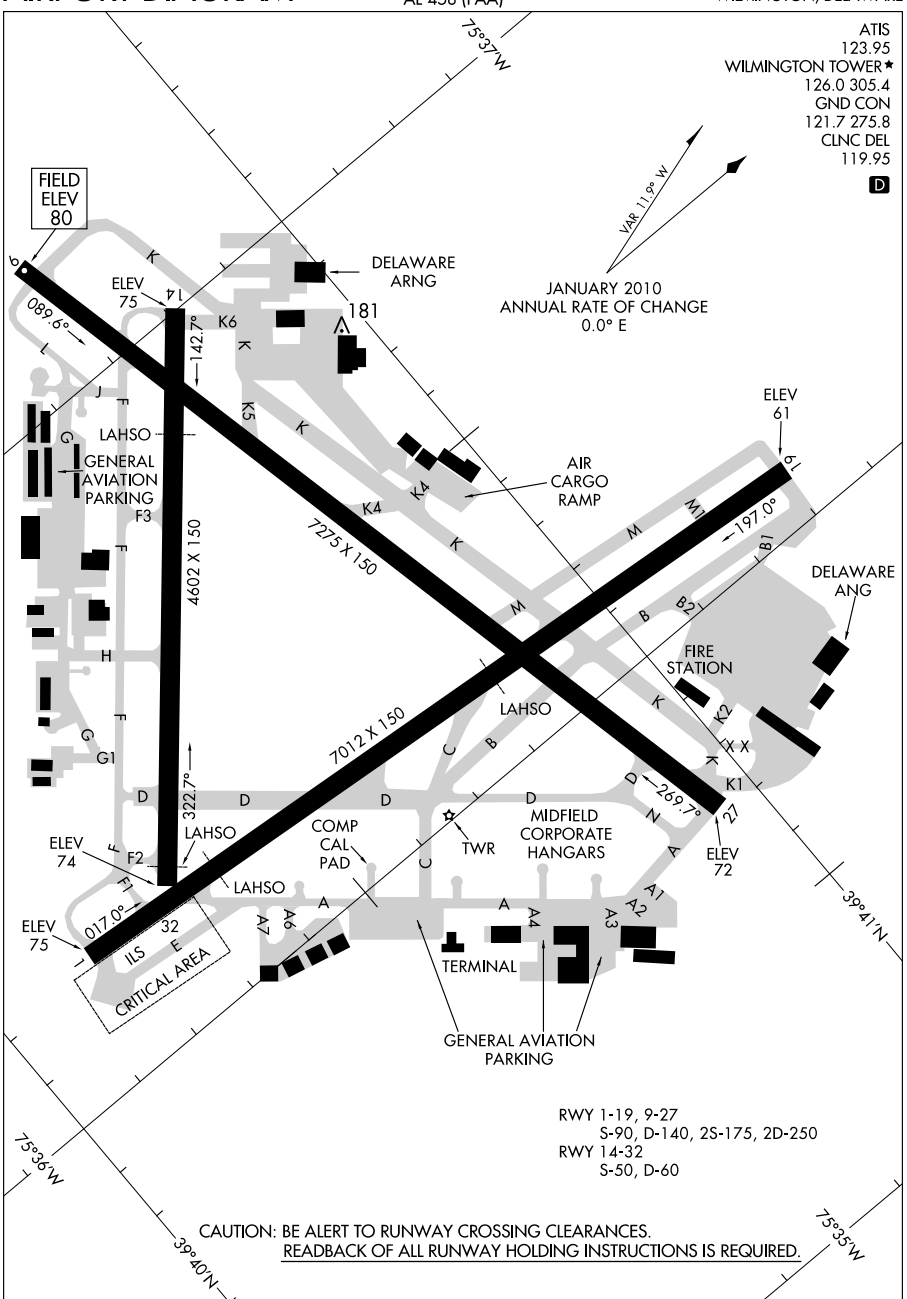 ATIS
123.95
WILMINGTON TOWER★
126.0 305.4
GND CON
121.7 275.8
CLNC DEL
119.95
D
75°37'W
VAR 11.9° W
JANUARY 2010
ANNUAL RATE OF CHANGE
0.0° E
FIELD
ELEV
80
9
089.6°
ELEV
75
14
142.7°
K
K6
K
K5
K
K4
K4
K
DELAWARE
ARNG
181
L
J
F
G
LAHSO
GENERAL
AVIATION
PARKING
F3
F
4602 X 150
7275 X 150
AIR
CARGO
RAMP
ELEV
61
19
197.0°
M
M1
M
B1
B
B2
DELAWARE
ANG
FIRE
STATION
K
K2
X X
K
K1
H
F
G
G1
LAHSO
7012 X 150
C
B
D
D
D
D
D
269.7°
27
N
ELEV
72
322.7°
LAHSO
COMP
CAL
PAD
TWR
MIDFIELD
CORPORATE
HANGARS
ELEV
74
F
F2
F1
LAHSO
C
A
A1
A2
A
A
A3
A4
A6
A7
ELEV
75
1
017.0°
ILS
32
E
CRITICAL AREA
TERMINAL
GENERAL AVIATION
PARKING
39°41'N
RWY 1-19, 9-27
S-90, D-140, 2S-175, 2D-250
RWY 14-32
S-50, D-60
75°36'W
39°40'N
75°35'W
CAUTION: BE ALERT TO RUNWAY CROSSING CLEARANCES.
READBACK OF ALL RUNWAY HOLDING INSTRUCTIONS IS REQUIRED.